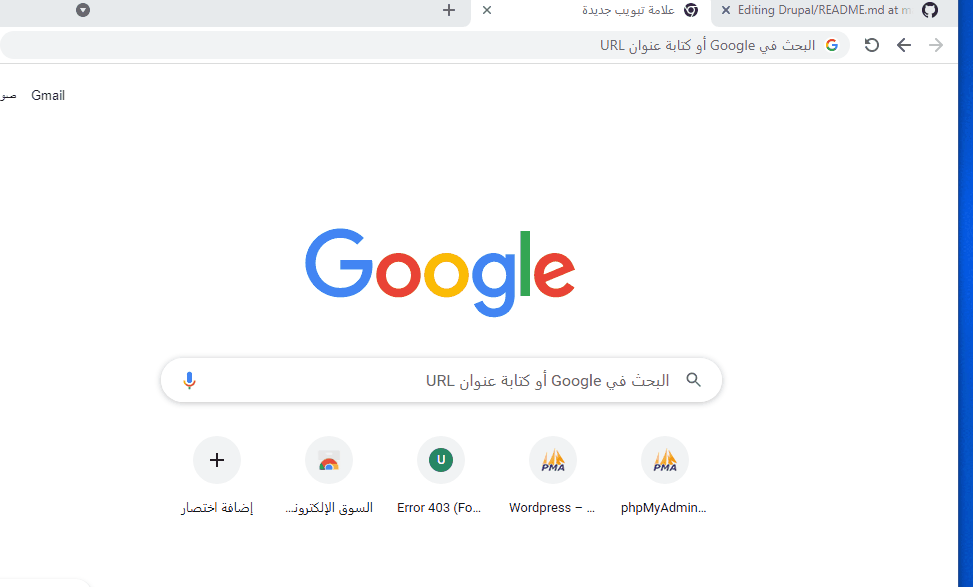 Editing Drupal/README.md at m
علامة تبويب جديدة
البحث في Google أو كتابة عنوان URL
Gmail
صو
Google
البحث في Google أو كتابة عنوان URL
PMA
PMA
U
phpMyAdmin...
Wordpress – ...
Error 403 (Fo...
السوق الإلكترونـ...
إضافة اختصار